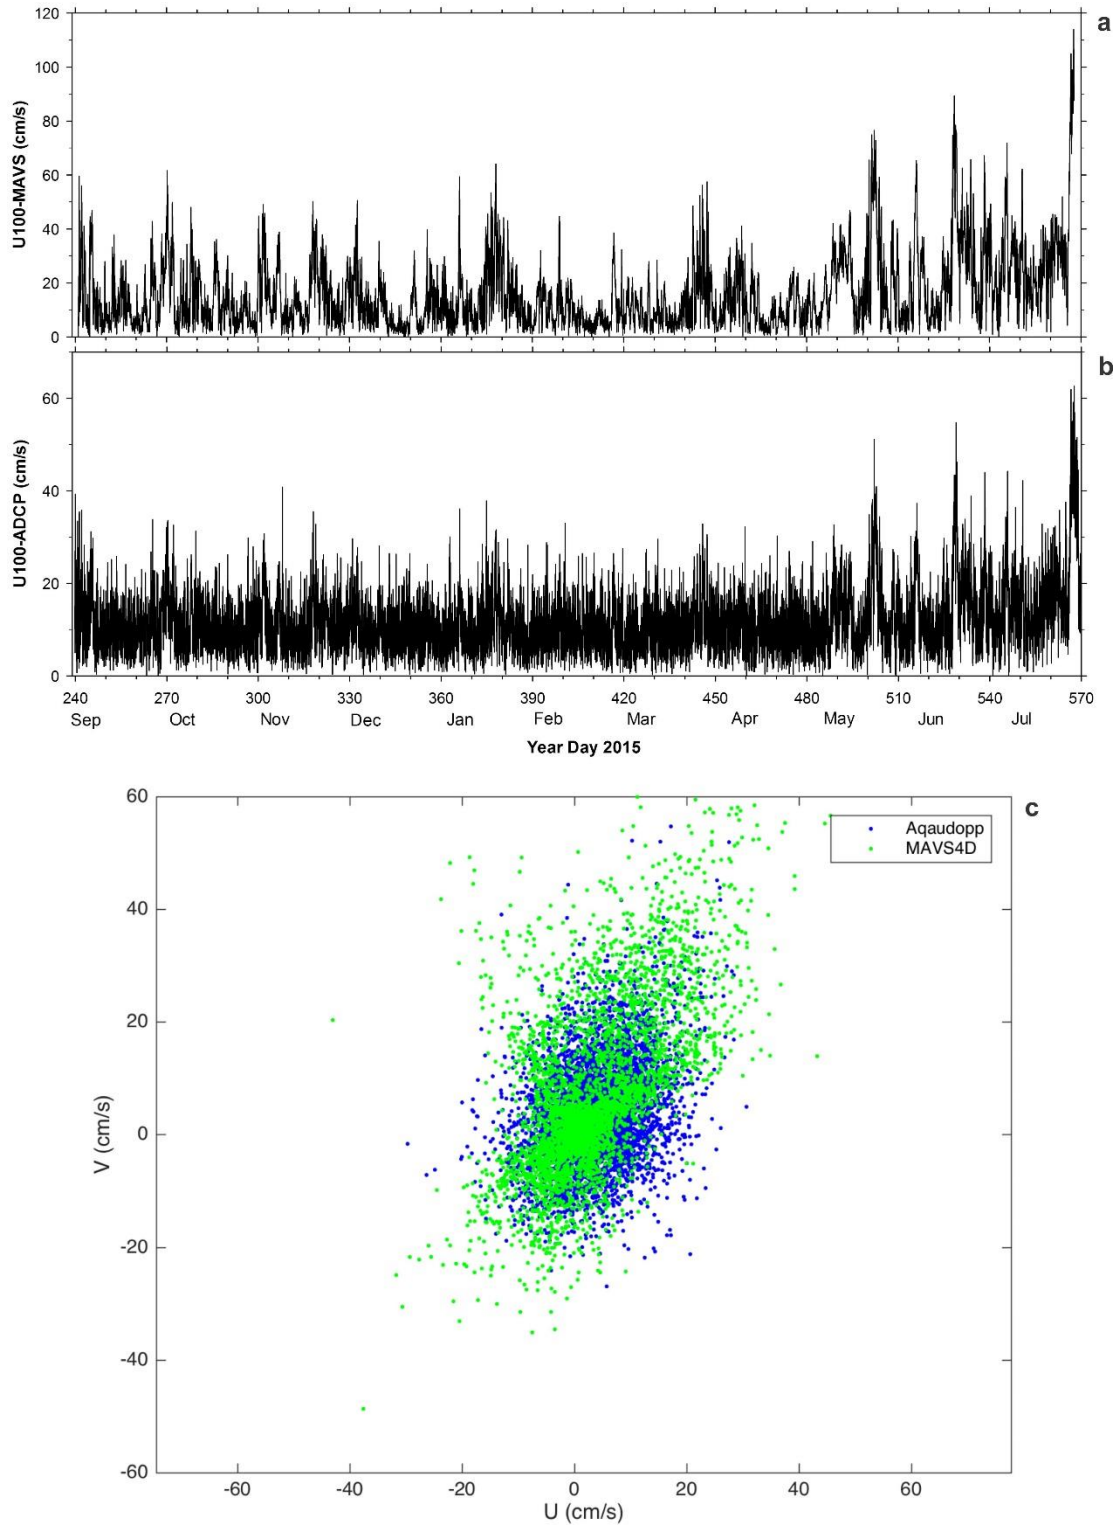 a
120
100
80
60
40
20
0
U100-MAVS (cm/s)
b
60
40
20
0
U100-ADCP (cm/s)
240 270 300 330 360 390 420 450 480 510 540 570
Sep Oct Nov Dec Jan Feb Mar Apr May Jun Jul
Year Day 2015
c
Aqaudopp
MAVS4D
60
40
20
0
-20
-40
-60
V (cm/s)
-60 -40 -20 0 20 40 60
U (cm/s)